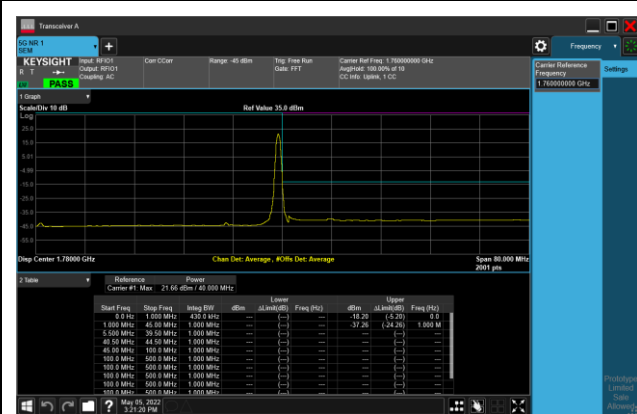 Transceiver A
5G NR 1
SEM
Frequency
KEYSIGHT
R T
PASS
Input: RFIO1
Output: RFIO1
Coupling: AC
Corr CCorr
Range: -45 dBm
Trig: Free Run
Gate: FFT
Carrier Ref Freq: 1.760000000 GHz
Avg|Hold: 100.00% of 10
CC Info: Uplink, 1 CC
Carrier Reference
Frequency
1.760000000 GHz
Settings
1 Graph
Scale/Div 10 dB
Ref Value 35.0 dBm
Log
25.0
15.0
5.01
-4.99
-15.0
-25.0
-35.0
-45.0
-55.0
Disp Center 1.78000 GHz
Chan Det: Average , #Offs Det: Average
Span 80.000 MHz
2001 pts
2 Table
Reference Power
Carrier #1: Max: 21.66 dBm / 40.000 MHz
Lower Upper
Start Freq Stop Freq Integ BW dBm ΔLimit(dB) Freq (Hz) dBm ΔLimit(dB) Freq (Hz)
0.0 Hz 1.000 MHz 430.0 kHz --- (---) --- -18.20 (-5.20) 0.0
1.000 MHz 45.00 MHz 1.000 MHz --- (---) --- -37.26 (-24.26) 1.000 M
5.500 MHz 39.50 MHz 1.000 MHz --- (---) --- --- (---) ---
40.50 MHz 44.50 MHz 1.000 MHz --- (---) --- --- (---) ---
45.00 MHz 100.0 MHz 1.000 MHz --- (---) --- --- (---) ---
100.0 MHz 500.0 MHz 1.000 MHz --- (---) --- --- (---) ---
100.0 MHz 500.0 MHz 1.000 MHz --- (---) --- --- (---) ---
100.0 MHz 500.0 MHz 1.000 MHz --- (---) --- --- (---) ---
100.0 MHz 500.0 MHz 1.000 MHz --- (---) --- --- (---) ---
May 05, 2022
3:21:20 PM
Prototype
Limited
Sale
Allowed